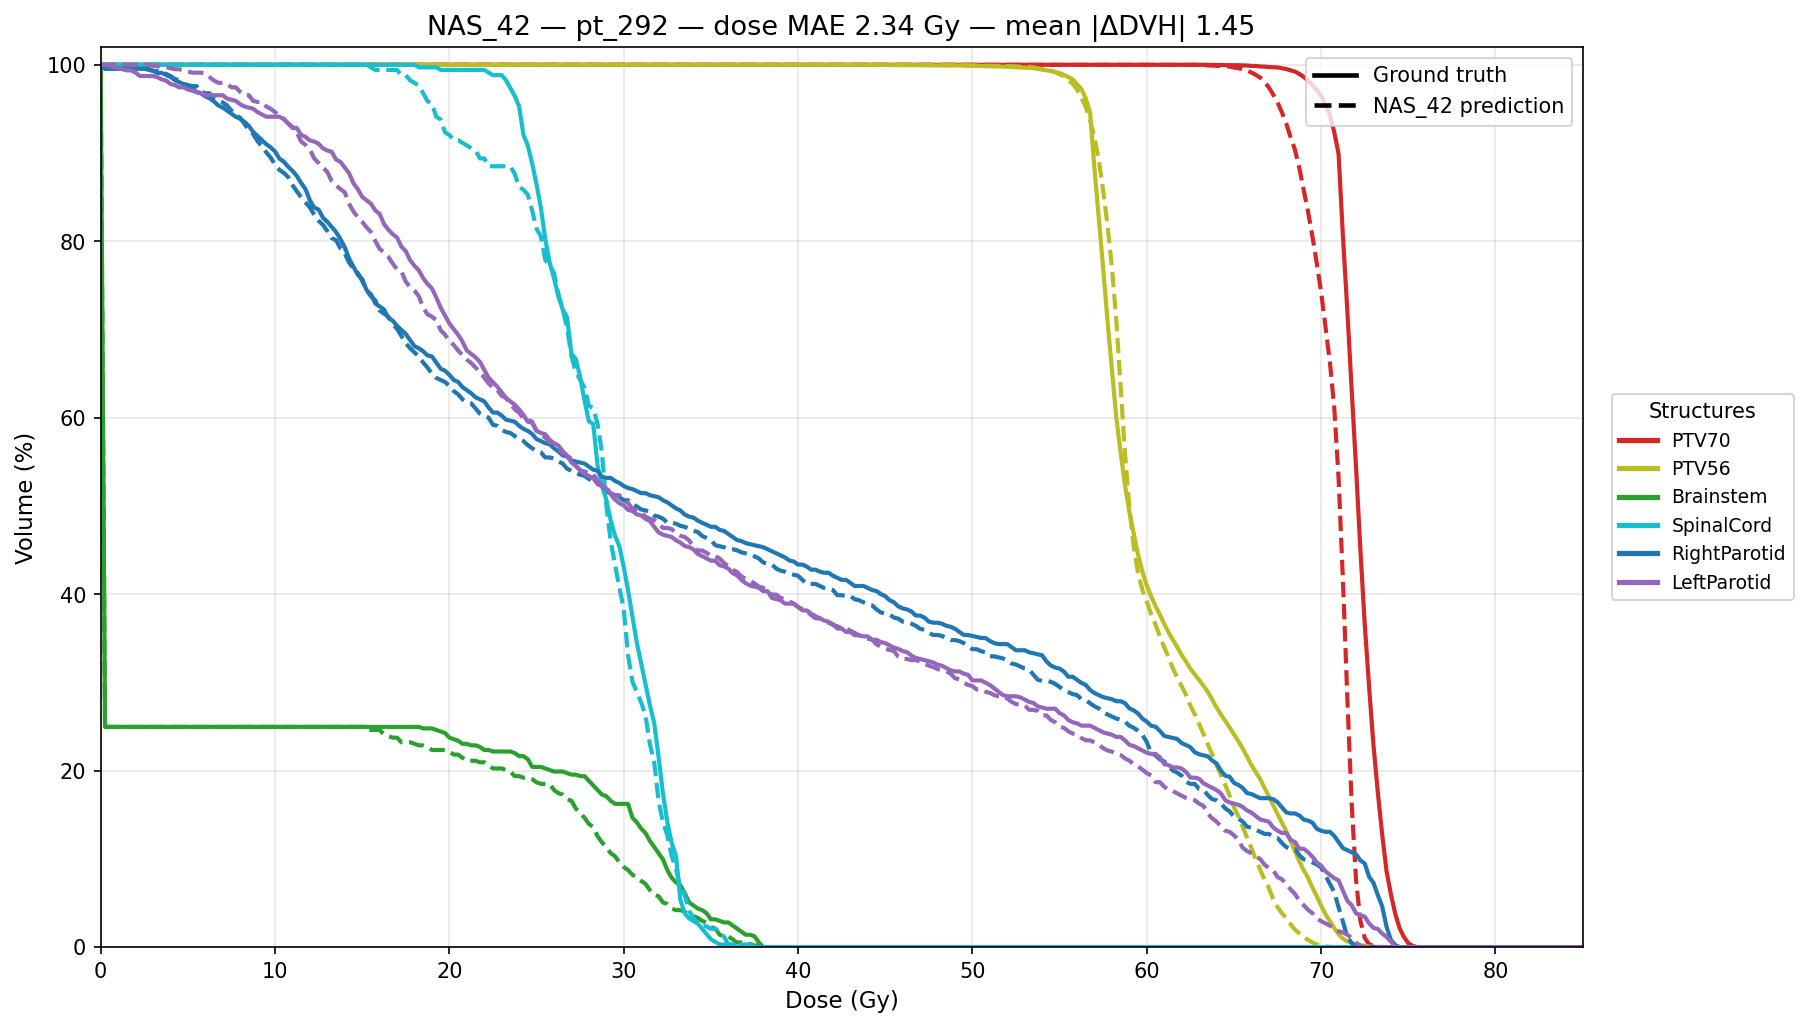 NAS_42 — pt_292 — dose MAE 2.34 Gy — mean |ΔDVH| 1.45
Ground truth
NAS_42 prediction
Volume (%)
100
80
60
40
20
0
0 10 20 30 40 50 60 70 80
Dose (Gy)
Structures
PTV70
PTV56
Brainstem
SpinalCord
RightParotid
LeftParotid